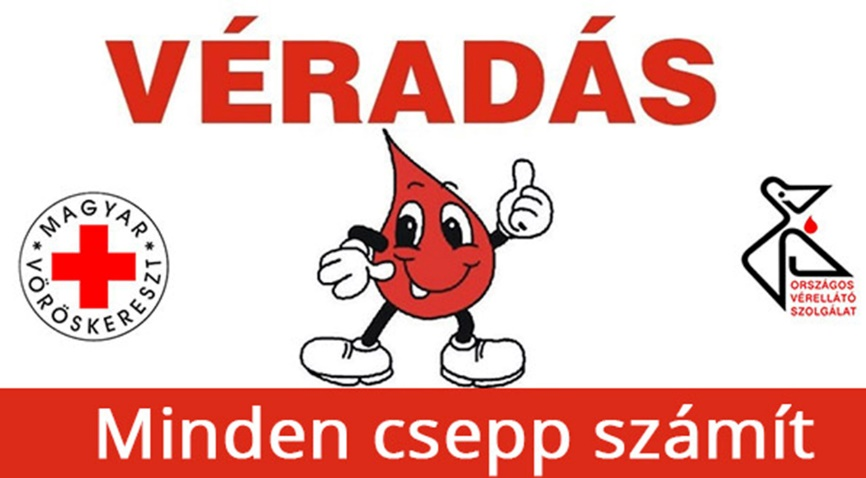 VÉRADÁS
* MAGYAR *
VÖRÖSKERESZT
ORSZÁGOS
VÉRELLÁTÓ
SZOLGÁLAT
Minden csepp számít